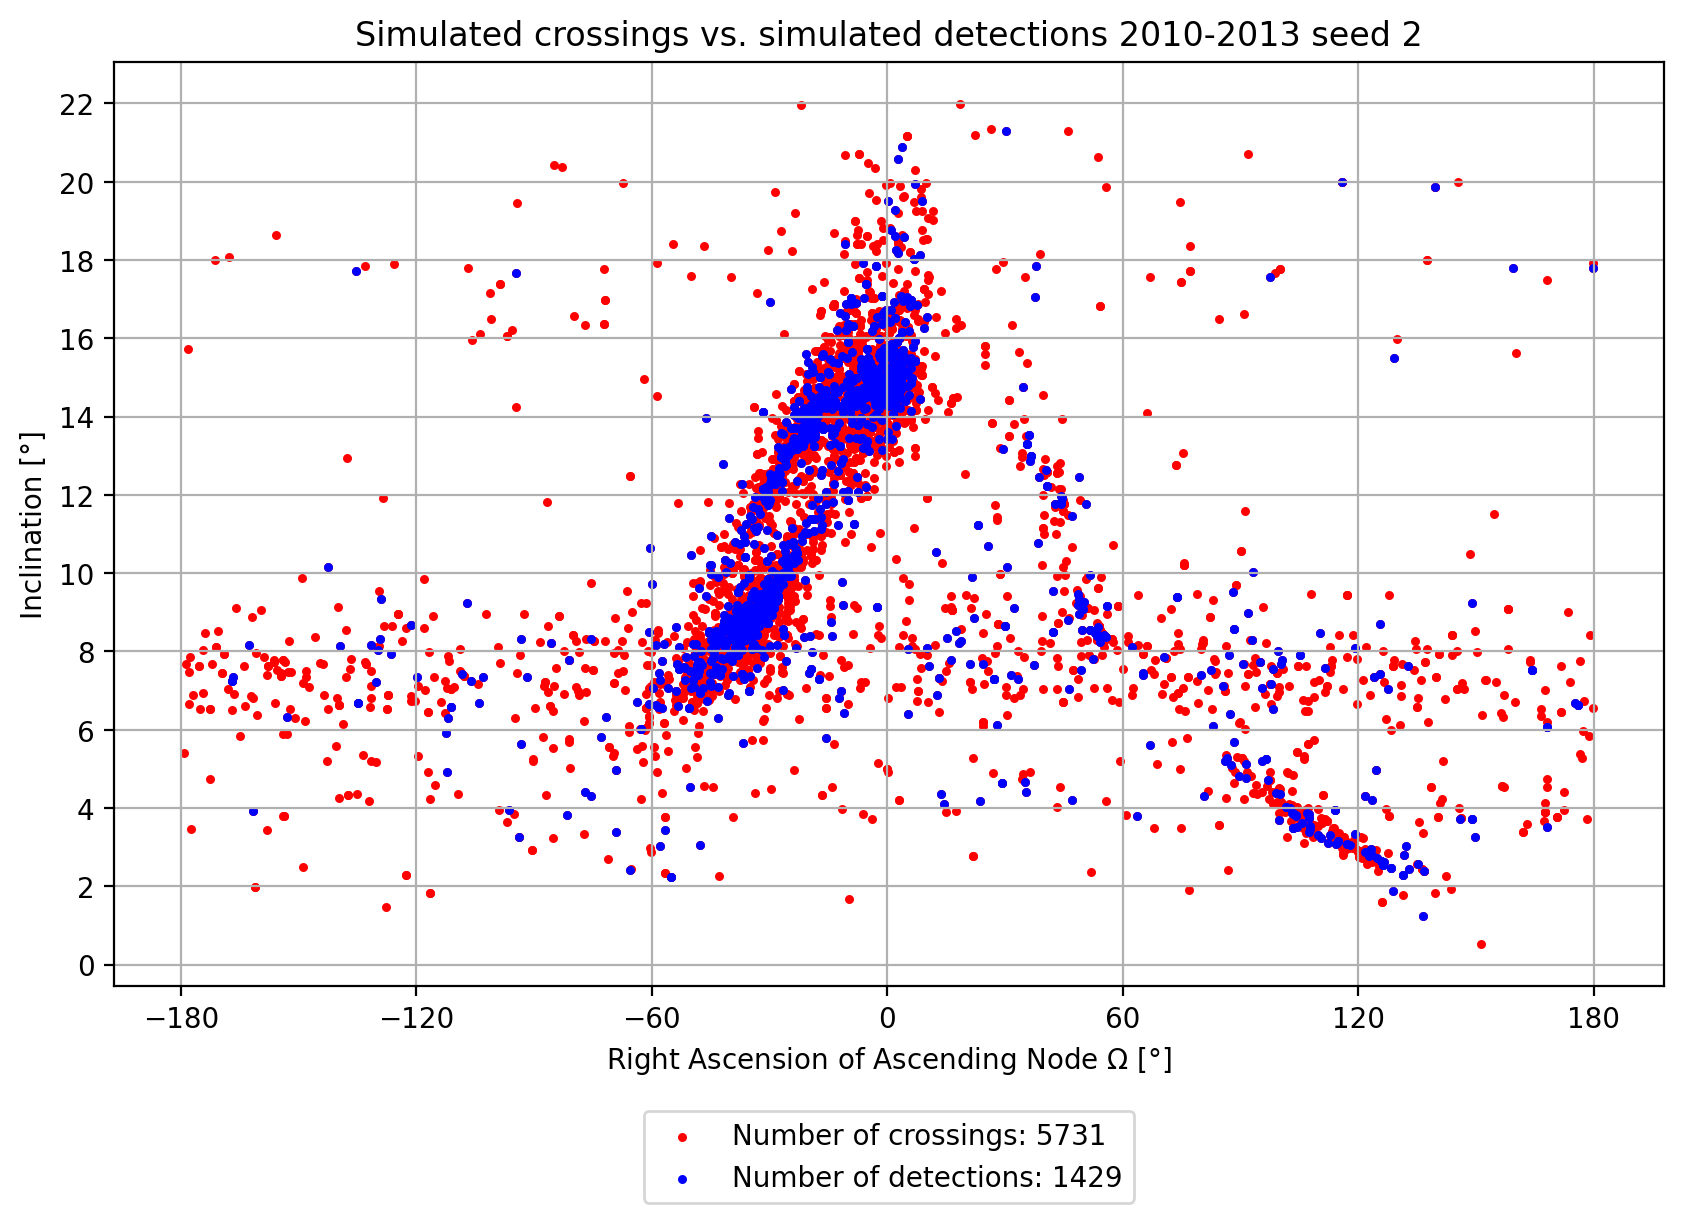 Simulated crossings vs. simulated detections 2010-2013 seed 2
22
20
18
16
14
12
10
8
6
4
2
0
Inclination [°]
−180 −120 −60 0 60 120 180
Right Ascension of Ascending Node Ω [°]
Number of crossings: 5731
Number of detections: 1429